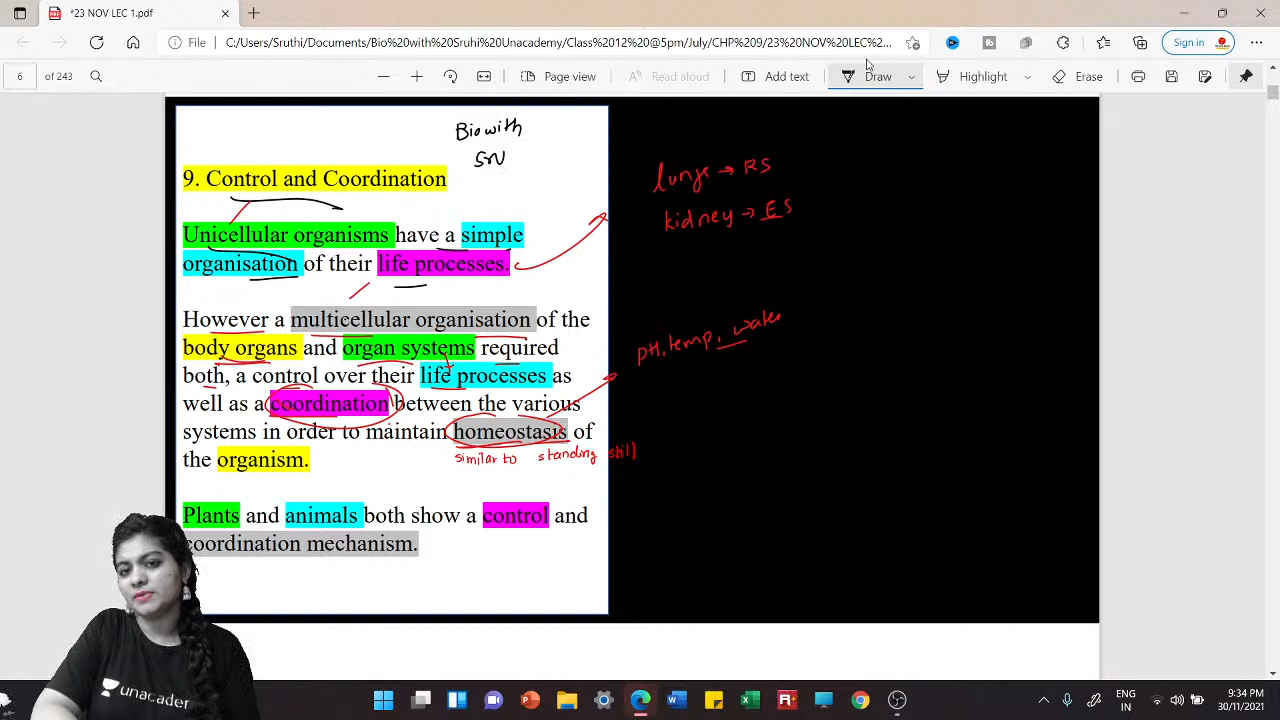 *23 NOV LEC 1.pdf
File
C:/Users/Sruthi/Documents/Bio%20with%20Sruhi%20Unacademy/Class%2012%20@5pm/July/CHP%209/23%20NOV%20LEC%2...
Sign in
6 of 243
Page view
Read aloud
Add text
Draw
Highlight
Erase
Bio with
SN
9. Control and Coordination
Unicellular organisms have a simple
organisation of their life processes.
However a multicellular organisation of the
body organs and organ systems required
both, a control over their life processes as
well as a coordination between the various
systems in order to maintain homeostasis of
the organism.
similar to standing still
Plants and animals both show a control and
coordination mechanism.
lungs → RS
kidney → ES
pH, temp, water
unacademy
ENG
IN
9:34 PM
30/11/2021